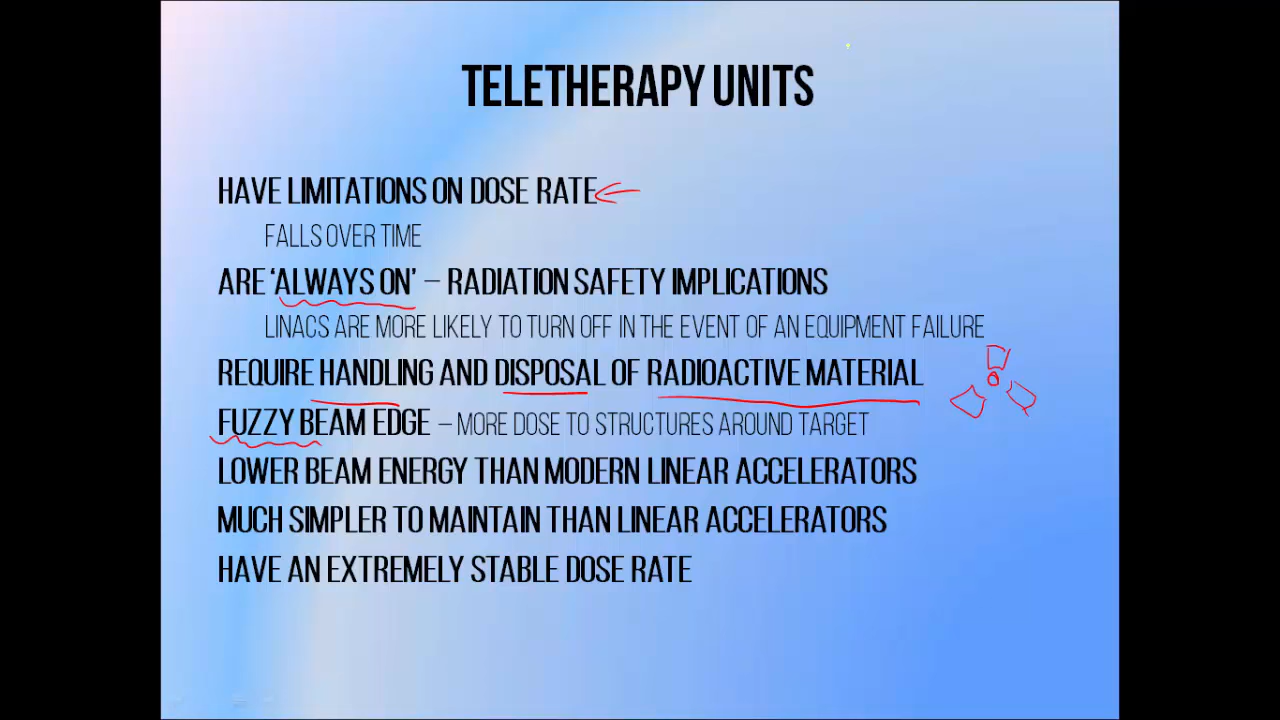 TELETHERAPY UNITS
HAVE LIMITATIONS ON DOSE RATE
FALLS OVER TIME
ARE ‘ALWAYS ON’ – RADIATION SAFETY IMPLICATIONS
LINACS ARE MORE LIKELY TO TURN OFF IN THE EVENT OF AN EQUIPMENT FAILURE
REQUIRE HANDLING AND DISPOSAL OF RADIOACTIVE MATERIAL
FUZZY BEAM EDGE – MORE DOSE TO STRUCTURES AROUND TARGET
LOWER BEAM ENERGY THAN MODERN LINEAR ACCELERATORS
MUCH SIMPLER TO MAINTAIN THAN LINEAR ACCELERATORS
HAVE AN EXTREMELY STABLE DOSE RATE